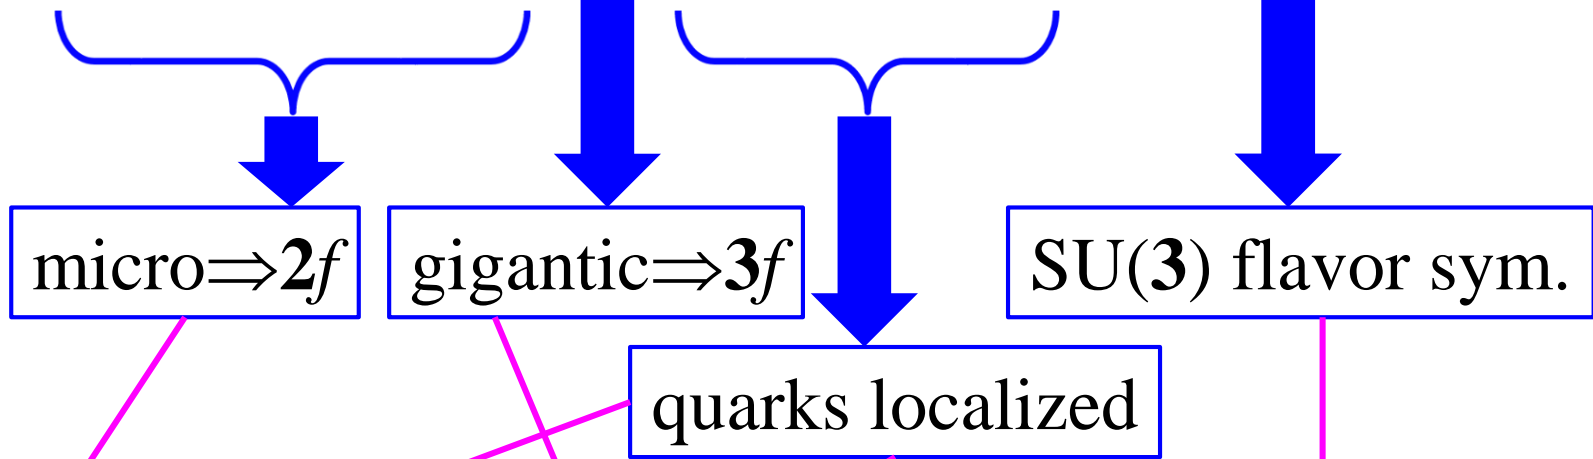 micro⇒2f
gigantic⇒3f
SU(3) flavor sym.
quarks localized